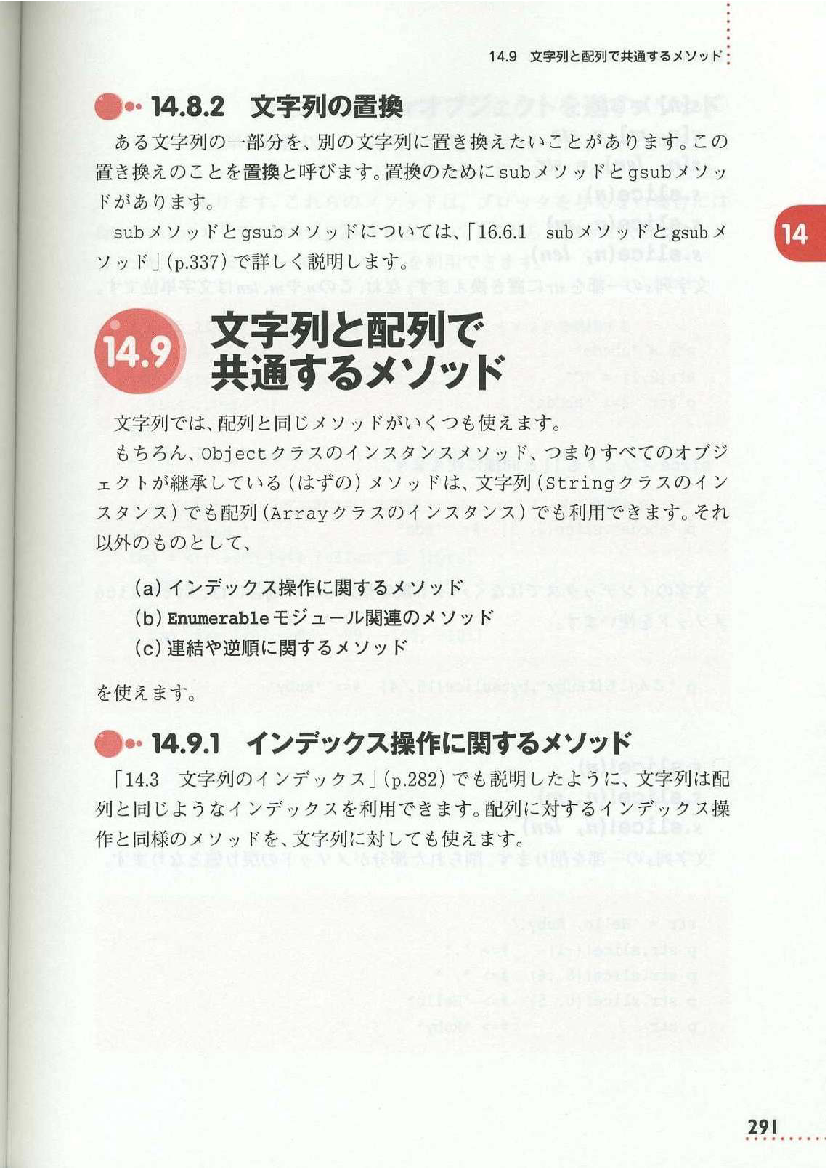 14.9 文字列と配列で共通するメソッド
14.8.2 文字列の置換
ある文字列の一部分を、別の文字列に置き換えたいことがあります。この
置き換えのことを置換と呼びます。置換のためにsubメソッドとgsubメソッ
ドがあります。
subメソッドとgsubメソッドについては、「16.6.1 subメソッドとgsubメ
ソッド」(p.337)で詳しく説明します。
14
14.9
文字列と配列で
共通するメソッド
文字列では、配列と同じメソッドがいくつも使えます。
もちろん、Objectクラスのインスタンスメソッド、つまりすべてのオブジ
ェクトが継承している(はずの)メソッドは、文字列(Stringクラスのイン
スタンス)でも配列(Arrayクラスのインスタンス)でも利用できます。それ
以外のものとして、
(a)インデックス操作に関するメソッド
(b)Enumerableモジュール関連のメソッド
(c)連結や逆順に関するメソッド
を使えます。
14.9.1 インデックス操作に関するメソッド
「14.3 文字列のインデックス」(p.282)でも説明したように、文字列は配
列と同じようなインデックスを利用できます。配列に対するインデックス操
作と同様のメソッドを、文字列に対しても使えます。
291